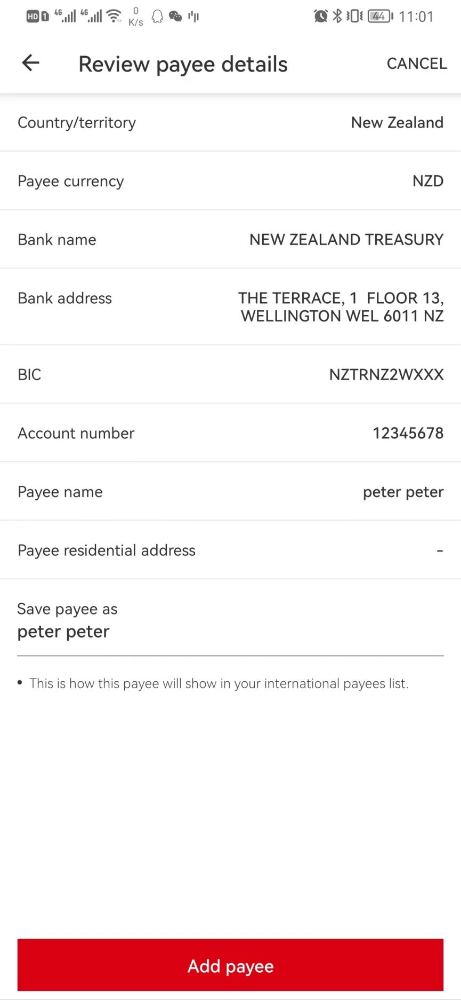 HD 1 4G 4G 0 K/s 44 11:01
Review payee details CANCEL
Country/territory New Zealand
Payee currency NZD
Bank name NEW ZEALAND TREASURY
Bank address THE TERRACE, 1 FLOOR 13,
WELLINGTON WEL 6011 NZ
BIC NZTRNZ2WXXX
Account number 12345678
Payee name peter peter
Payee residential address -
Save payee as
peter peter
• This is how this payee will show in your international payees list.
Add payee